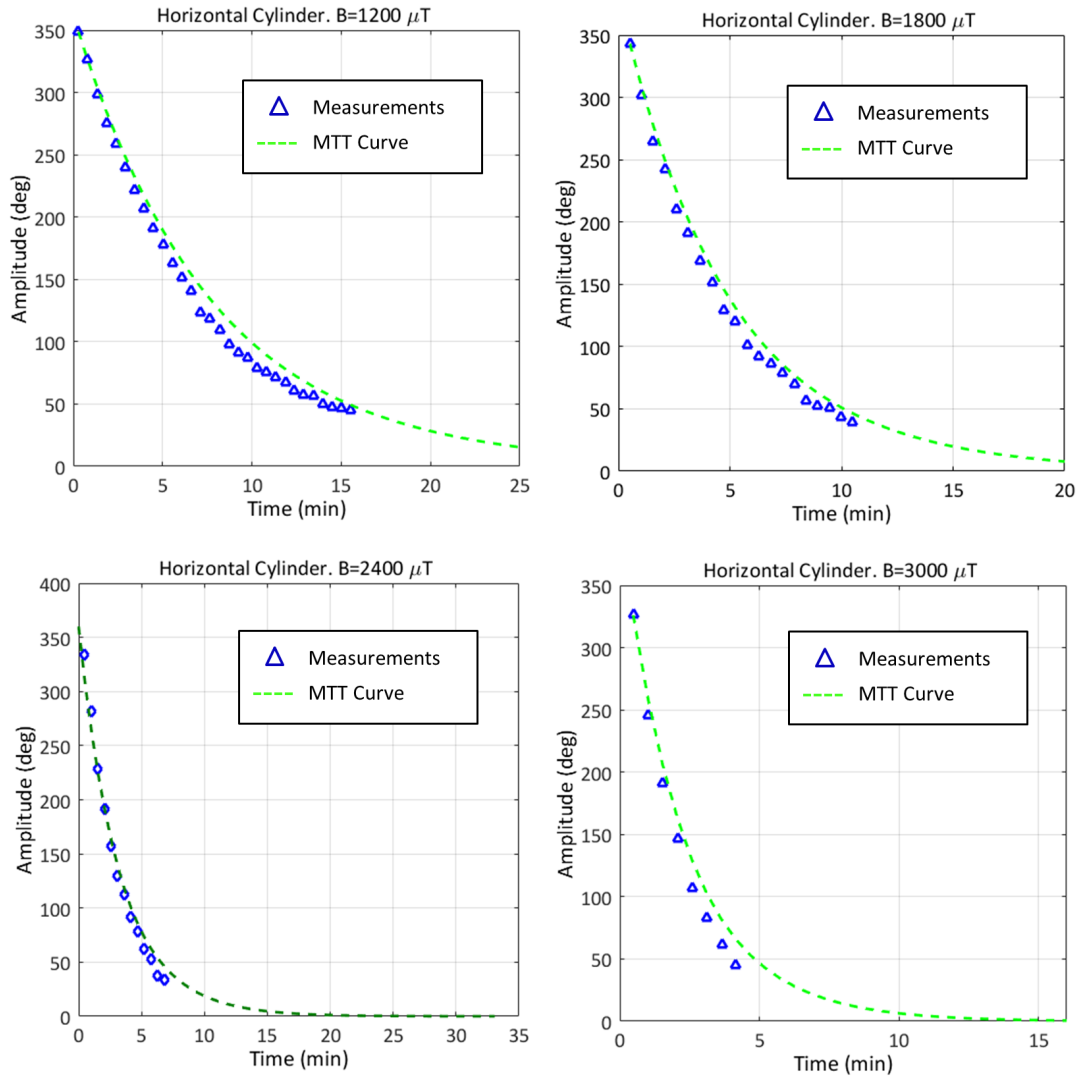 Horizontal Cylinder. B=1200 μT
350
300
250
200
150
100
50
0
Amplitude (deg)
Measurements
MTT Curve
0 5 10 15 20 25
Time (min)
Horizontal Cylinder. B=1800 μT
350
300
250
200
150
100
50
0
Amplitude (deg)
Measurements
MTT Curve
0 5 10 15 20
Time (min)
Horizontal Cylinder. B=2400 μT
400
350
300
250
200
150
100
50
0
Amplitude (deg)
Measurements
MTT Curve
0 5 10 15 20 25 30 35
Time (min)
Horizontal Cylinder. B=3000 μT
350
300
250
200
150
100
50
0
Amplitude (deg)
Measurements
MTT Curve
0 5 10 15
Time (min)